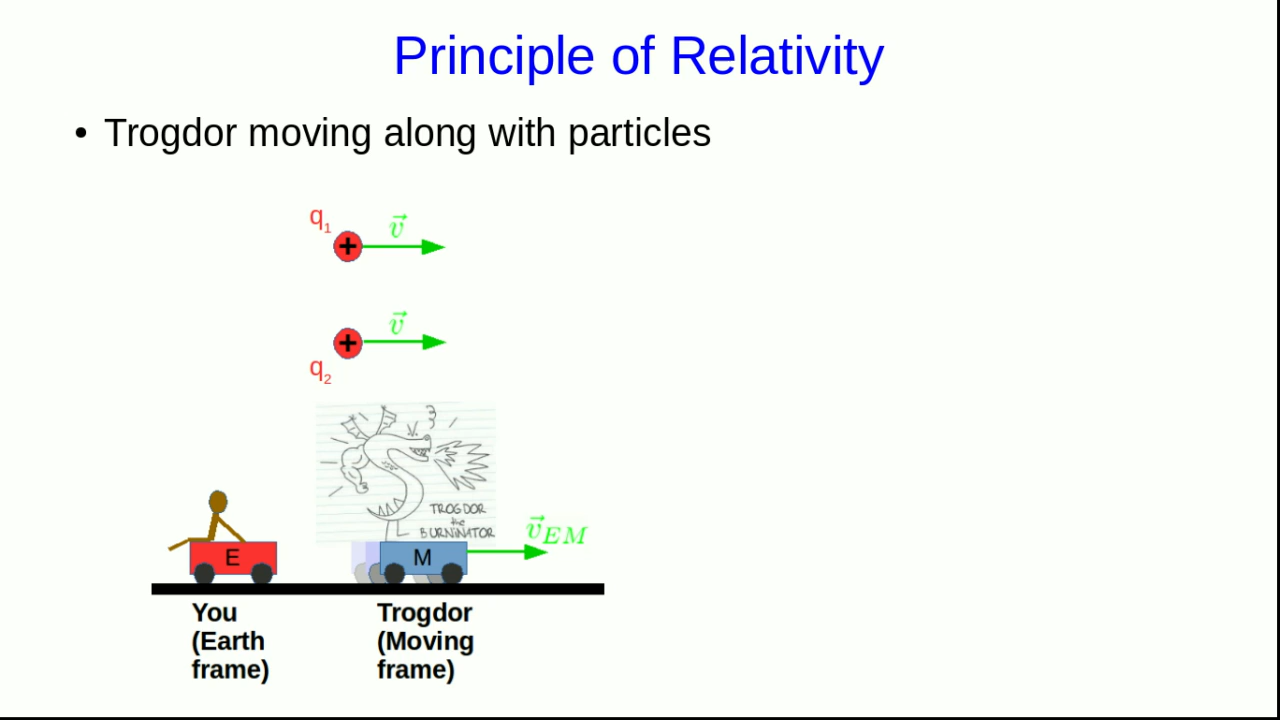 Principle of Relativity
• Trogdor moving along with particles
q₁
+
v⃗
v⃗
+
q₂
TROGDOR
the
BURNINATOR
v⃗EM
E
M
You
(Earth
frame)
Trogdor
(Moving
frame)